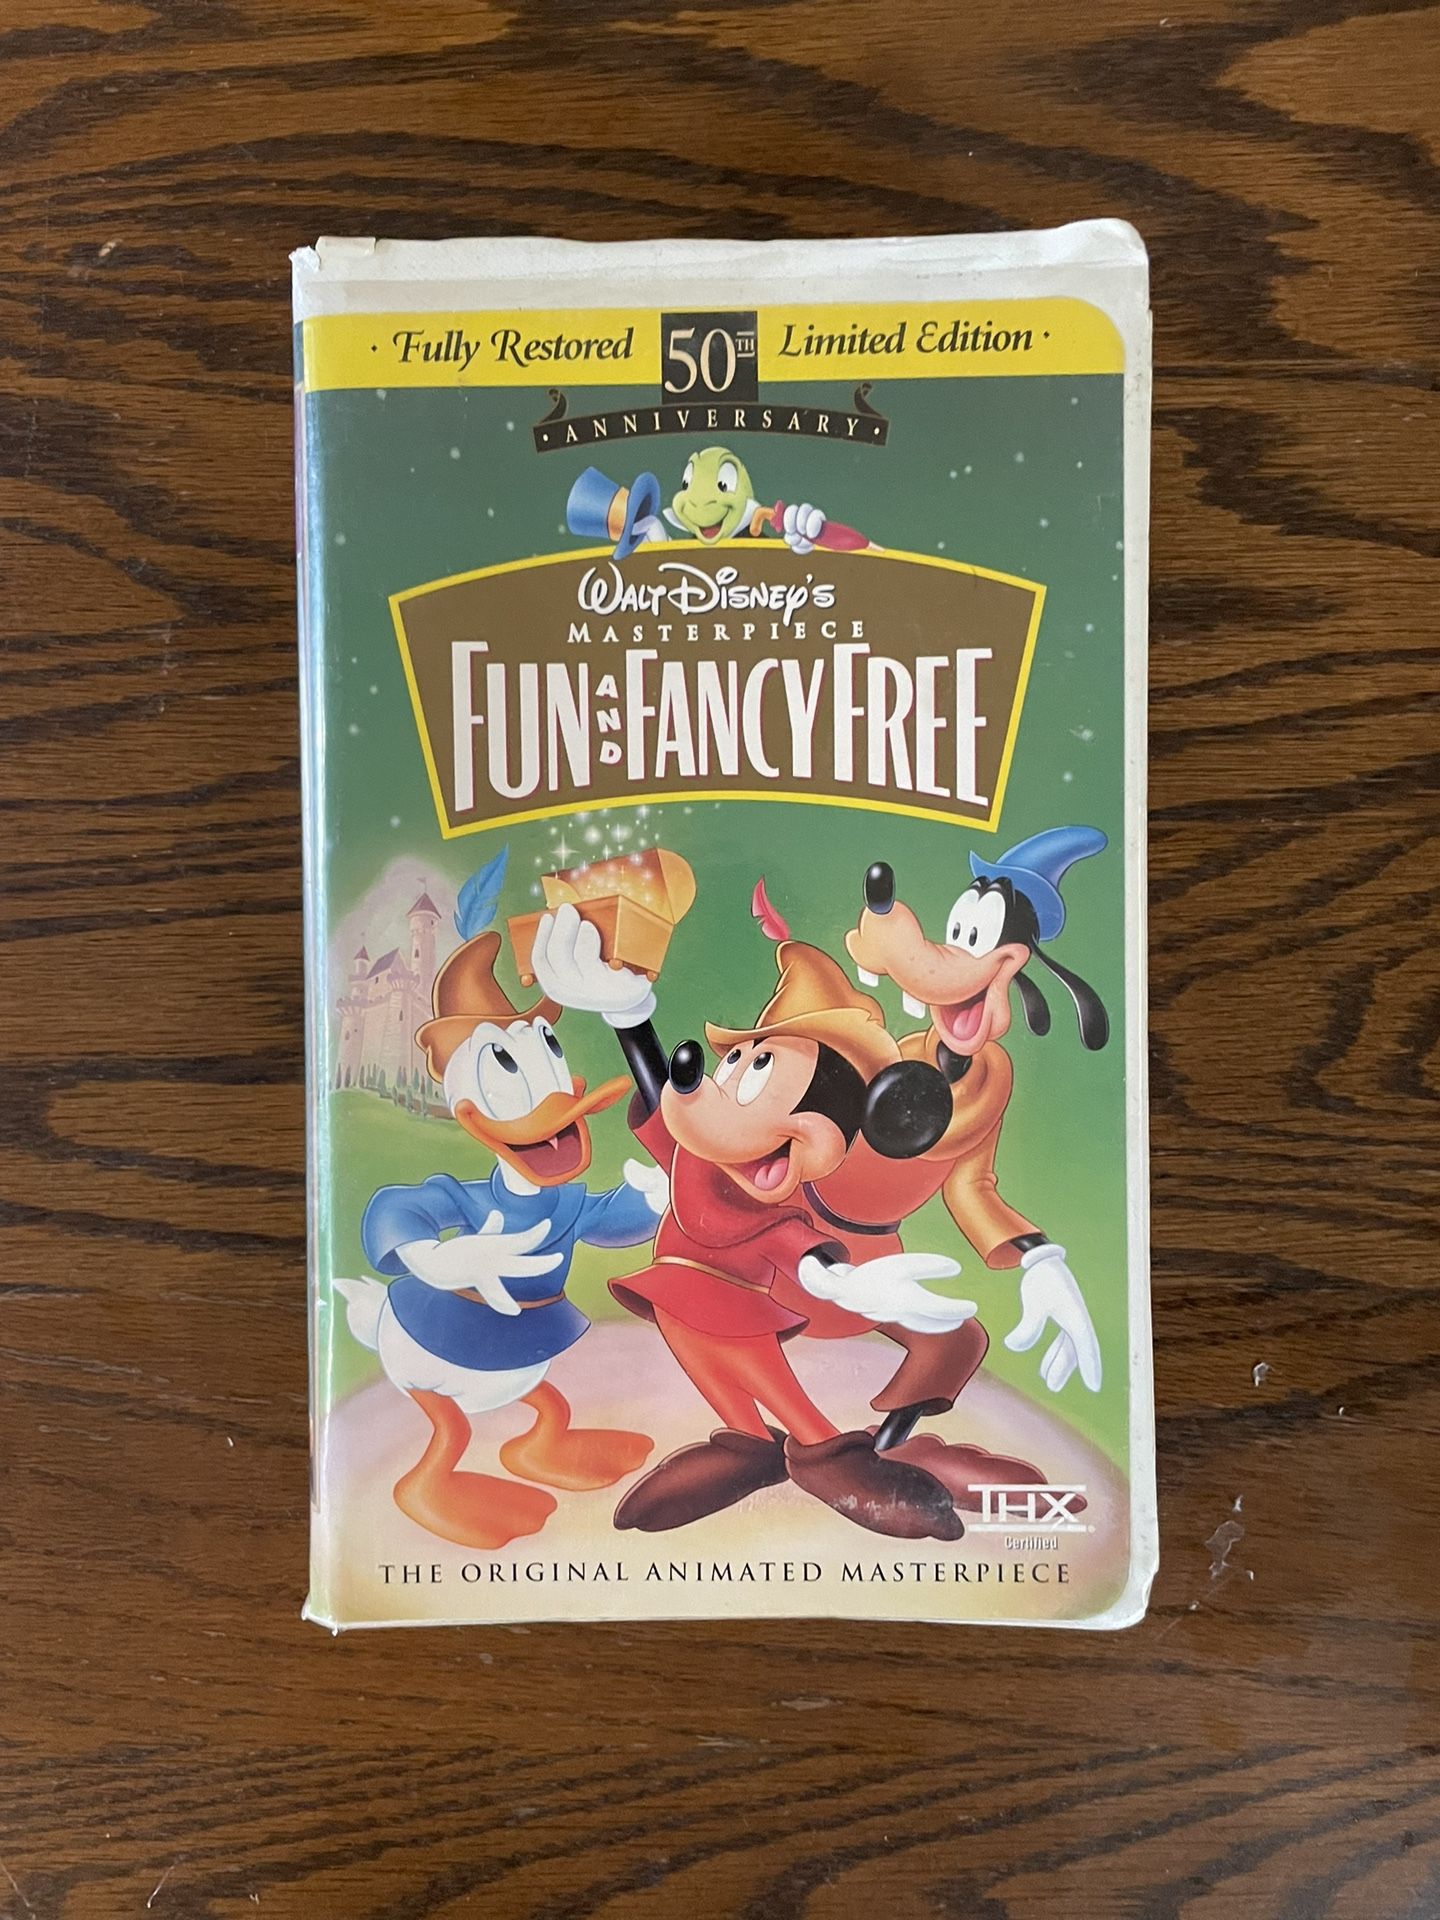 · Fully Restored 50TH Limited Edition ·
· ANNIVERSARY ·
WALT DISNEY'S
MASTERPIECE
FUN AND FANCY FREE
THX
Certified
THE ORIGINAL ANIMATED MASTERPIECE